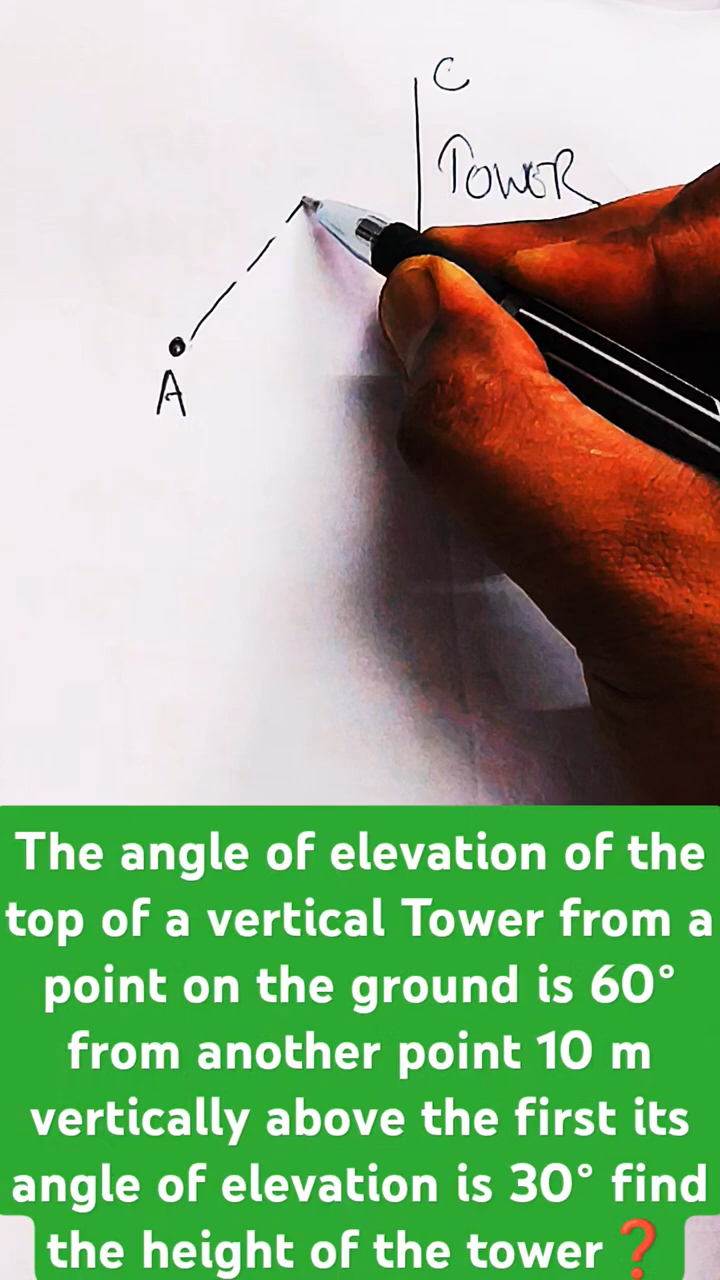 C
TOWER
A
The angle of elevation of the
top of a vertical Tower from a
point on the ground is 60°
from another point 10 m
vertically above the first its
angle of elevation is 30° find
the height of the tower❓